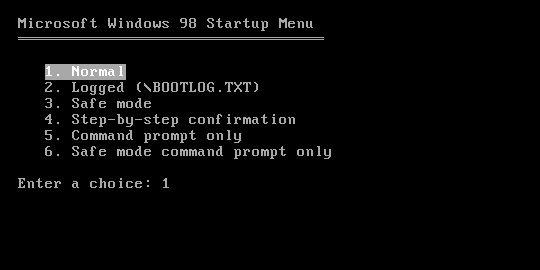 Microsoft Windows 98 Startup Menu
1. Normal
2. Logged (\BOOTLOG.TXT)
3. Safe mode
4. Step-by-step confirmation
5. Command prompt only
6. Safe mode command prompt only
Enter a choice: 1